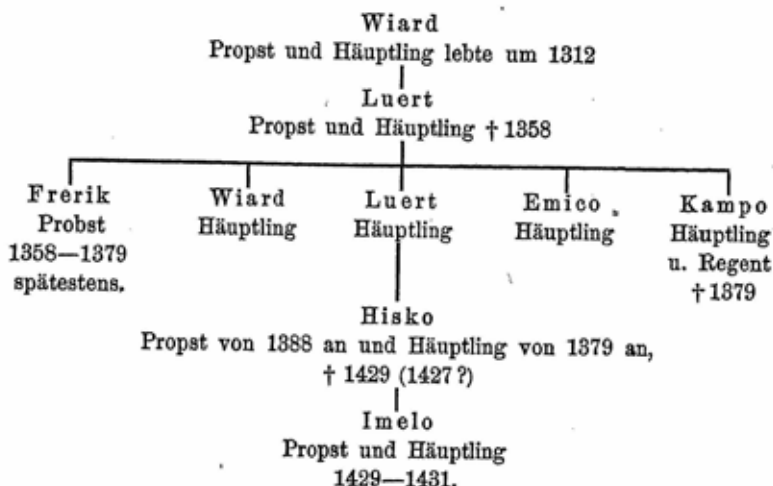 Wiard
Propst und Häuptling lebte um 1312
Luert
Propst und Häuptling † 1358
Frerik
Probst
1358—1379
spätestens.
Wiard
Häuptling
Luert
Häuptling
Emico
Häuptling
Kampo
Häuptling
u. Regent
† 1379
Hisko
Propst von 1388 an und Häuptling von 1379 an,
† 1429 (1427?)
Imelo
Propst und Häuptling
1429—1431.